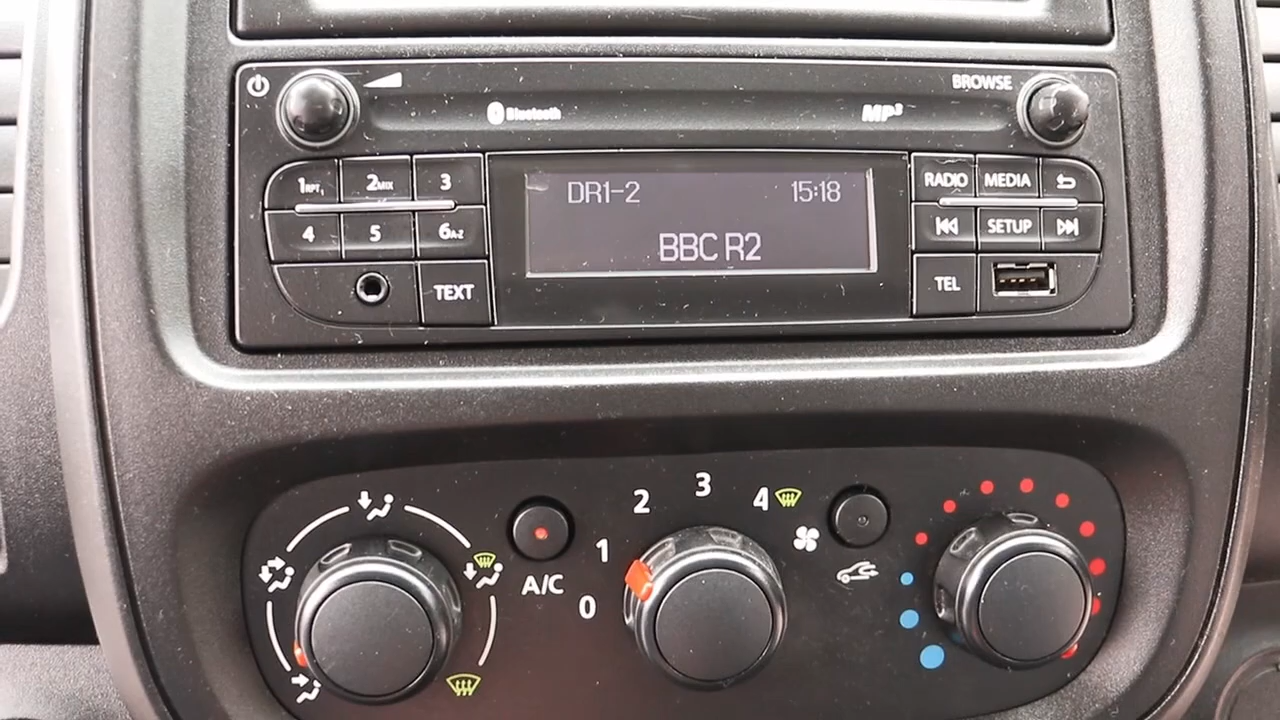 BROWSE
Bluetooth
MP3
1RPT 2MIX 3
4 5 6A-Z
TEXT
DR1-2 15:18
BBC R2
RADIO MEDIA
SETUP
TEL
A/C
0 1 2 3 4